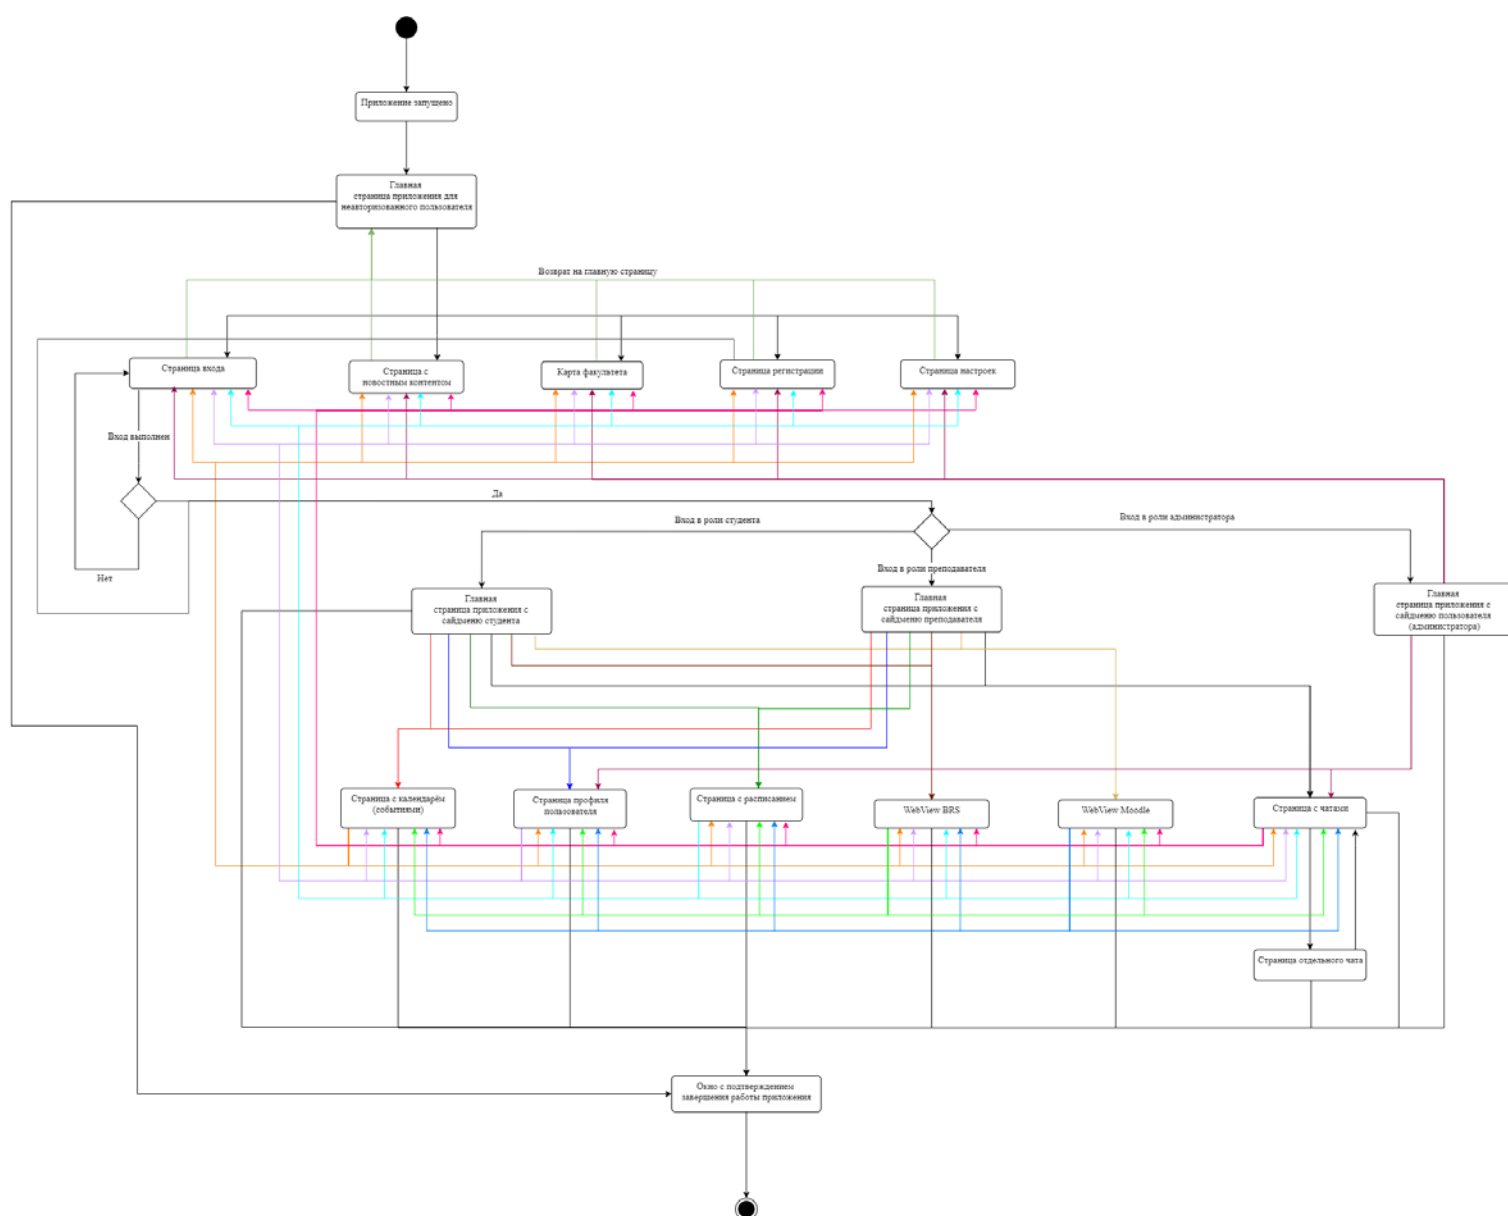 Приложение запущено
Главная
страница приложения для
неавторизованного пользователя
Возврат на главную страницу
Страница входа
Страница с
новостным контентом
Карта факультета
Страница регистрации
Страница настроек
Вход выполнен
Да
Нет
Вход в роли студента
Вход в роли преподавателя
Вход в роли администратора
Главная
страница приложения с
сайдменю студента
Главная
страница приложения с
сайдменю преподавателя
Главная
страница приложения с
сайдменю пользователя
(администратора)
Страница с календарём
(событиями)
Страница профиля
пользователя
Страница с расписанием
WebView BRS
WebView Moodle
Страница с чатами
Страница отдельного чата
Окно с подтверждением
завершения работы приложения